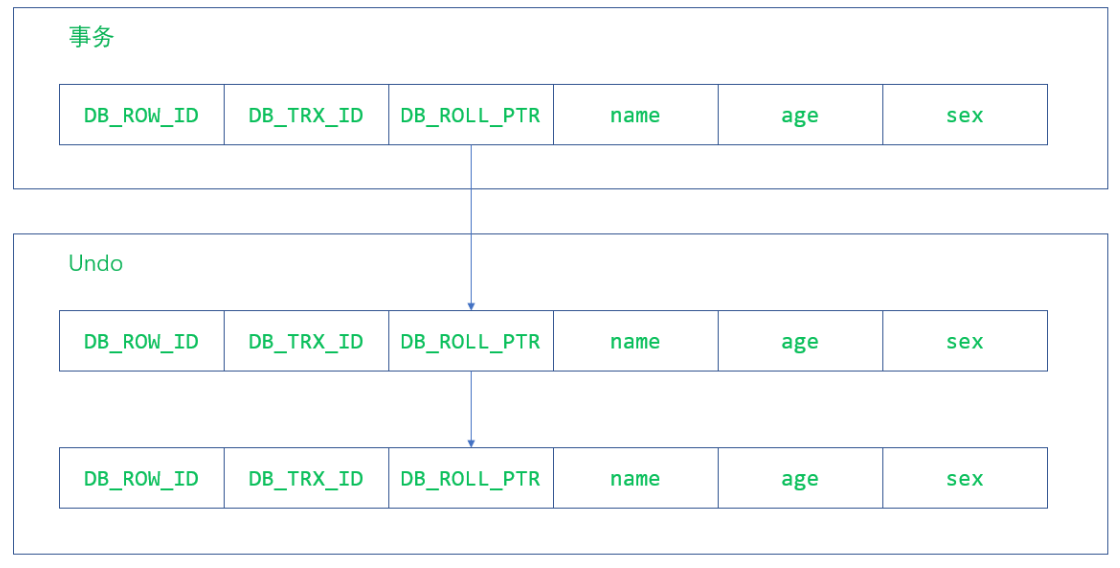 事务
DB_ROW_ID DB_TRX_ID DB_ROLL_PTR name age sex
Undo
DB_ROW_ID DB_TRX_ID DB_ROLL_PTR name age sex
DB_ROW_ID DB_TRX_ID DB_ROLL_PTR name age sex